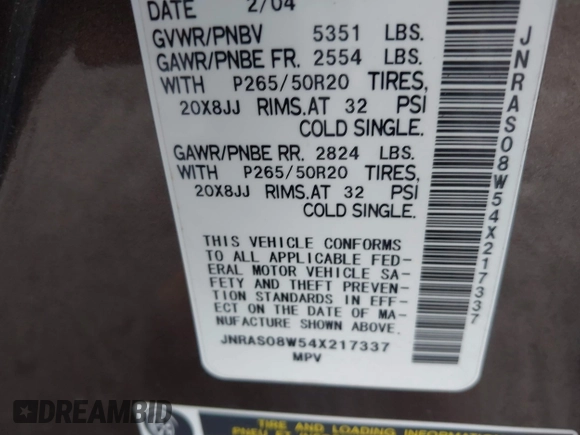 DATE 2/04
GVWR/PNBV 5351 LBS.
GAWR/PNBE FR. 2554 LBS.
WITH P265/50R20 TIRES,
20X8JJ RIMS, AT 32 PSI
COLD SINGLE.
GAWR/PNBE RR. 2824 LBS.
WITH P265/50R20 TIRES,
20X8JJ RIMS, AT 32 PSI
COLD SINGLE.
THIS VEHICLE CONFORMS
TO ALL APPLICABLE FED-
ERAL MOTOR VEHICLE SA-
FETY AND THEFT PREVEN-
TION STANDARDS IN EFF-
ECT ON THE DATE OF MA-
NUFACTURE SHOWN ABOVE.
JNRAS08W54X217337
MPV
JNRAS08W54X217337
TIRE AND LOADING INFORMATION
DREAMBID